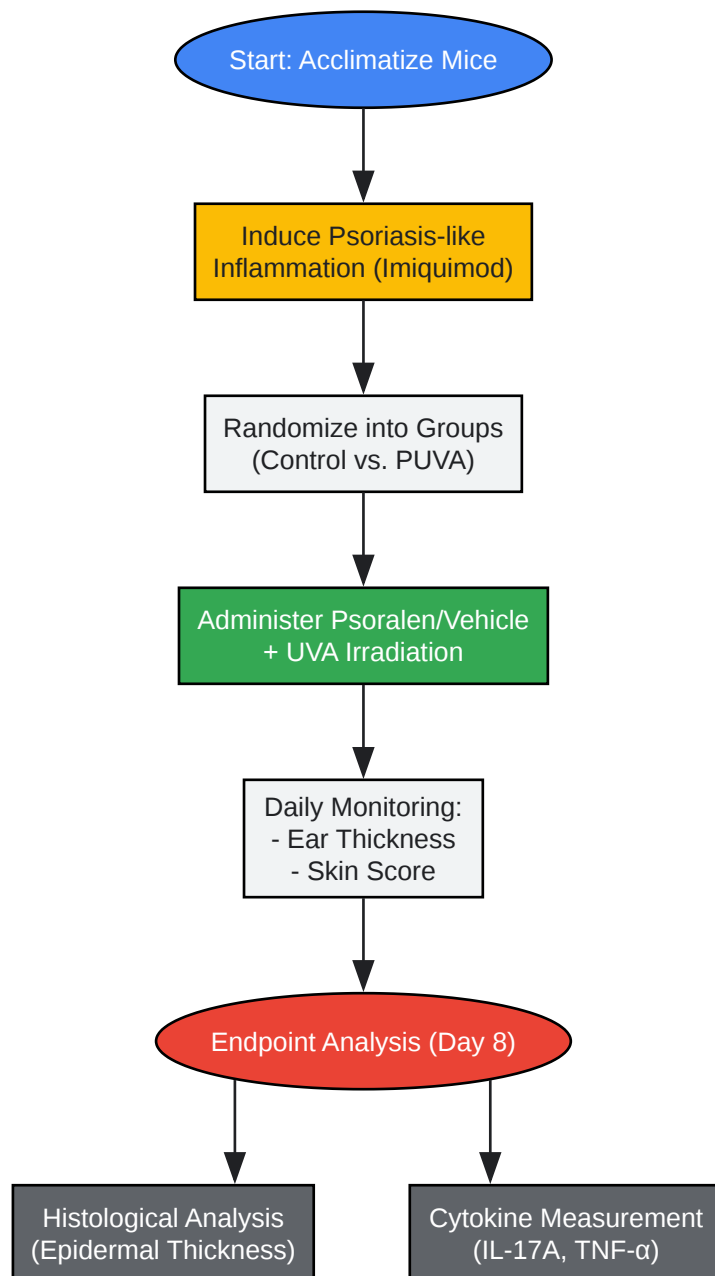 Start: Acclimatize Mice
Induce Psoriasis-like
Inflammation (Imiquimod)
Randomize into Groups
(Control vs. PUVA)
Administer Psoralen/Vehicle
+ UVA Irradiation
Daily Monitoring:
- Ear Thickness
- Skin Score
Endpoint Analysis (Day 8)
Histological Analysis
(Epidermal Thickness)
Cytokine Measurement
(IL-17A, TNF-α)